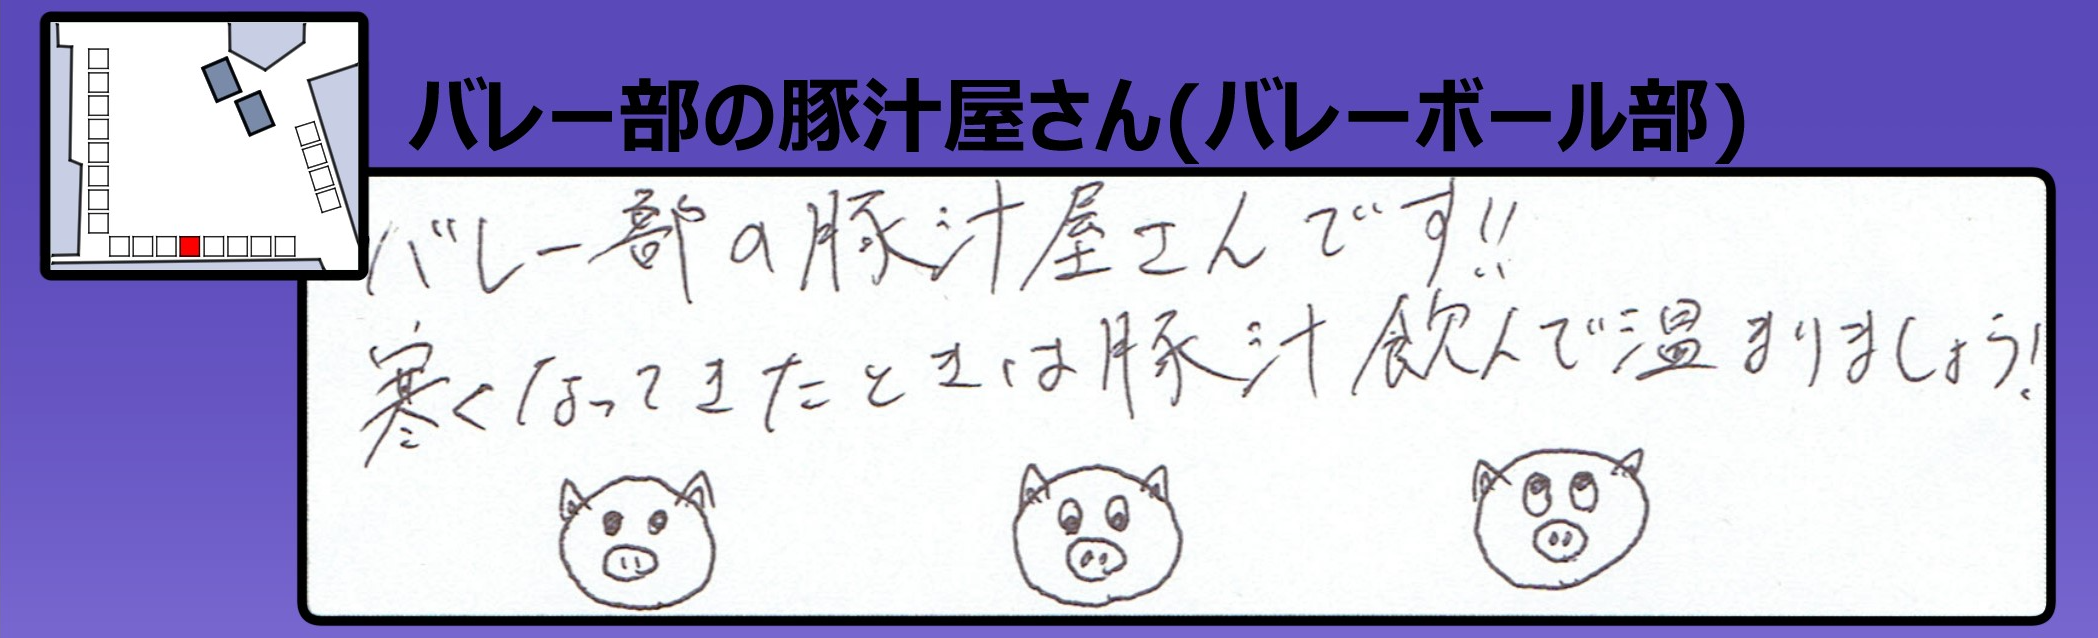 バレー部の豚汁屋さん(バレーボール部)
バレー部の豚汁屋さんです!!
寒くなってきたときは豚汁飲んで温まりましょう!